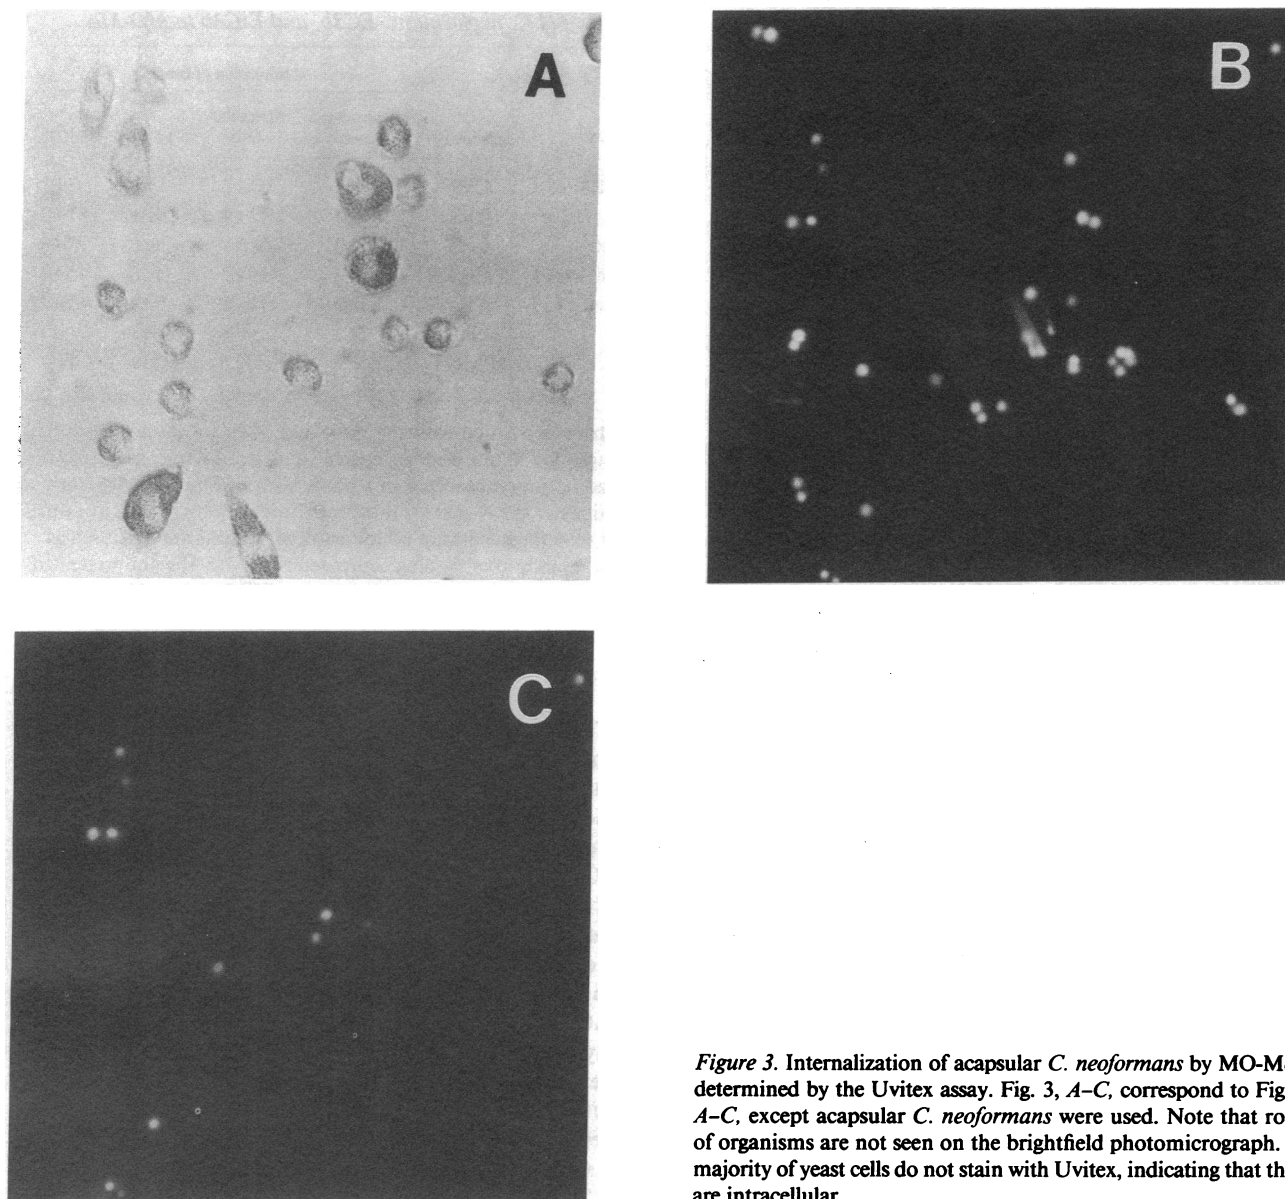 A
B
C
Figure 3. Internalization of acapsular C. neoformans by MO-M
determined by the Uvitex assay. Fig. 3, A–C, correspond to Fig
A–C, except acapsular C. neoformans were used. Note that ro
of organisms are not seen on the brightfield photomicrograph.
majority of yeast cells do not stain with Uvitex, indicating that th
are intracellular